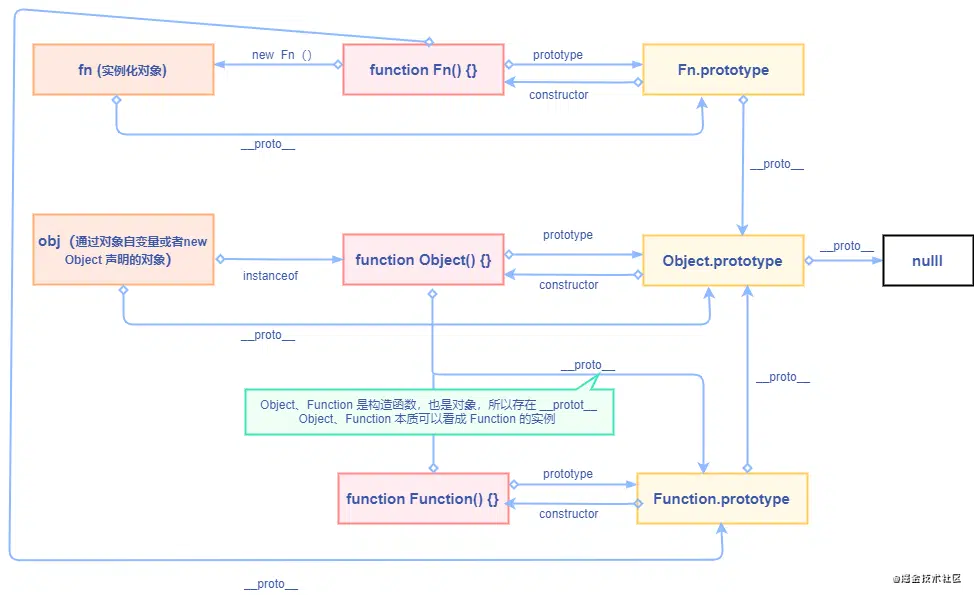 new Fn（）
prototype
fn (实例化对象)
function Fn() {}
Fn.prototype
constructor
__proto__
__proto__
obj（通过对象自变量或者new
Object 声明的对象）
instanceof
function Object() {}
prototype
constructor
Object.prototype
__proto__
nulll
__proto__
__proto__
__proto__
Object、Function 是构造函数，也是对象，所以存在 __protot__
Object、Function 本质可以看成 Function 的实例
function Function() {}
prototype
constructor
Function.prototype
__proto__
@掘金技术社区